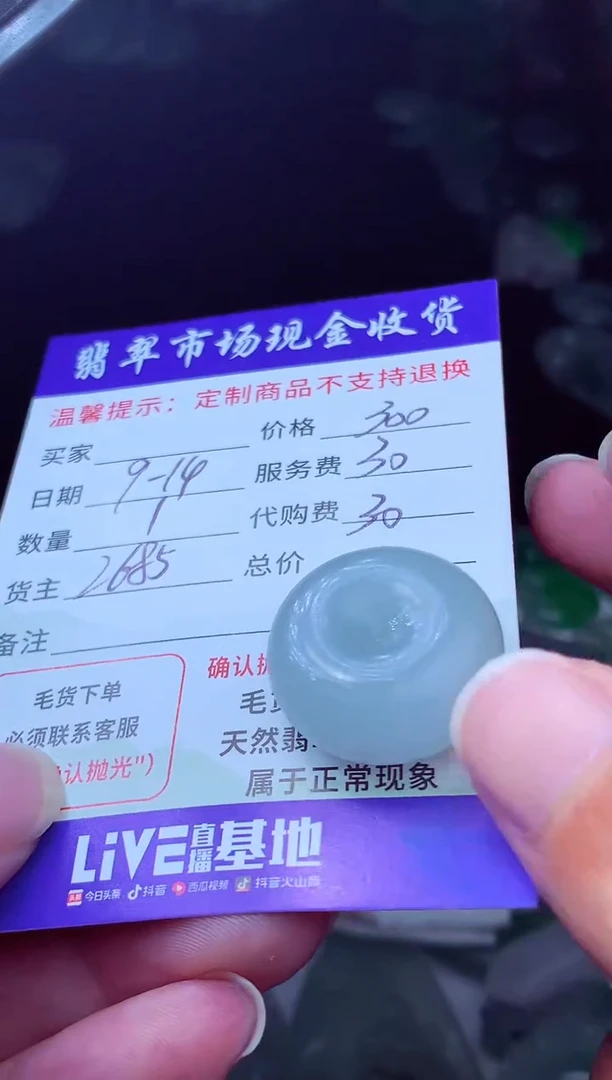 翡翠市场现金收货
温馨提示：定制商品不支持退换
买家 价格 300
日期 9-14 服务费 30
数量 1 代购费 30
货主 2685 总价
备注
毛货下单
必须联系客服
认抛光")
确认
毛
天然翡
属于正常现象
LiVE直播基地
今日头条 抖音 西瓜视频 抖音火山